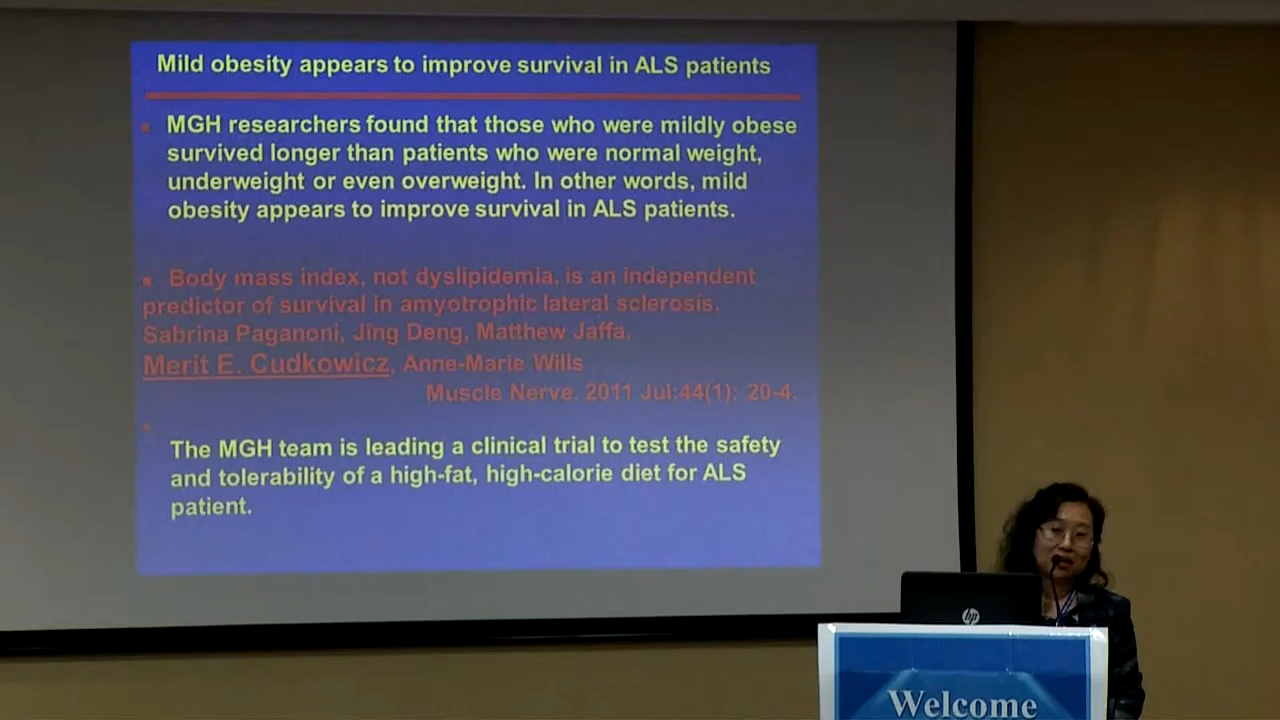 Mild obesity appears to improve survival in ALS patients
MGH researchers found that those who were mildly obese
survived longer than patients who were normal weight,
underweight or even overweight. In other words, mild
obesity appears to improve survival in ALS patients.
Body mass index, not dyslipidemia, is an independent
predictor of survival in amyotrophic lateral sclerosis.
Sabrina Paganoni, Jing Deng, Matthew Jaffa,
Merit E. Cudkowicz, Anne-Marie Wills
Muscle Nerve. 2011 Jul;44(1): 20-4.
The MGH team is leading a clinical trial to test the safety
and tolerability of a high-fat, high-calorie diet for ALS
patient.
hp
Welcome